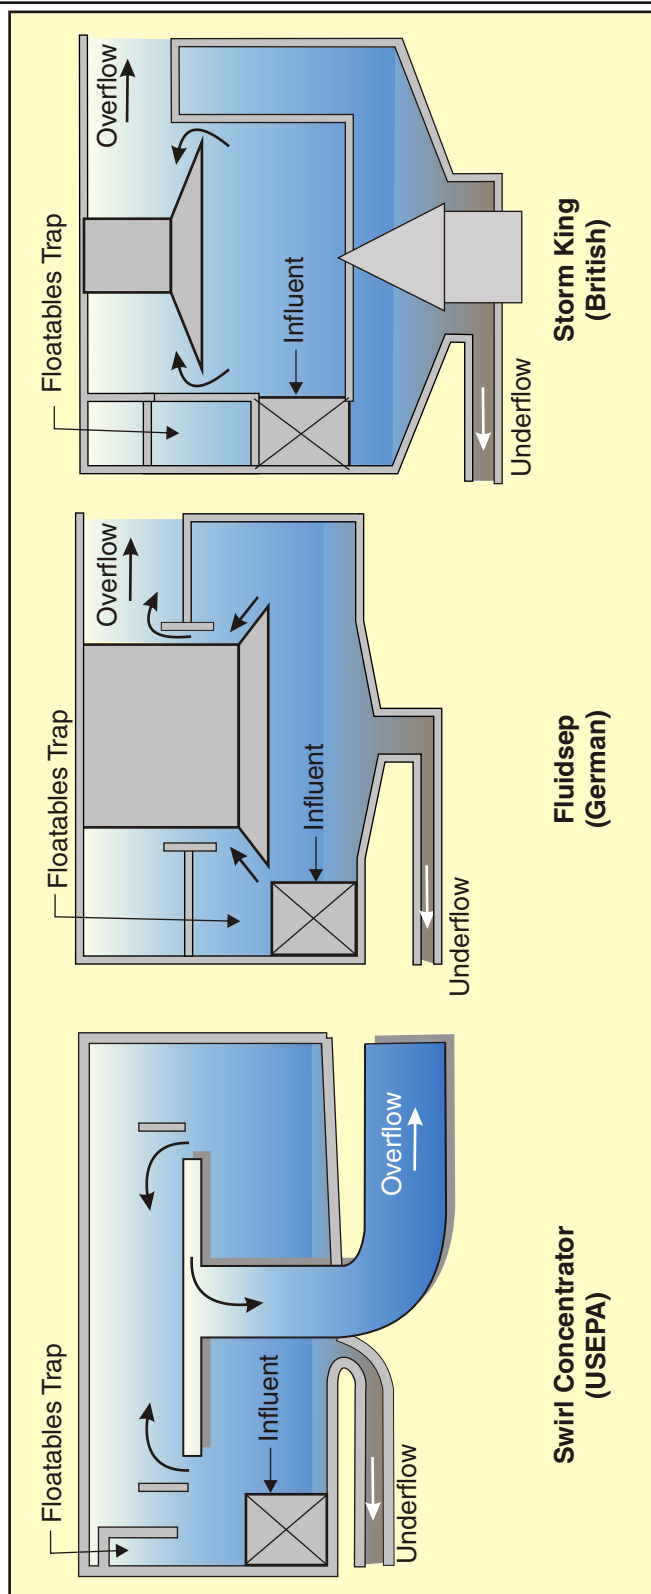 Floatables Trap
Influent
Overflow
Underflow
Swirl Concentrator
(USEPA)
Floatables Trap
Overflow
Influent
Underflow
Fluidsep
(German)
Floatables Trap
Overflow
Influent
Underflow
Storm King
(British)